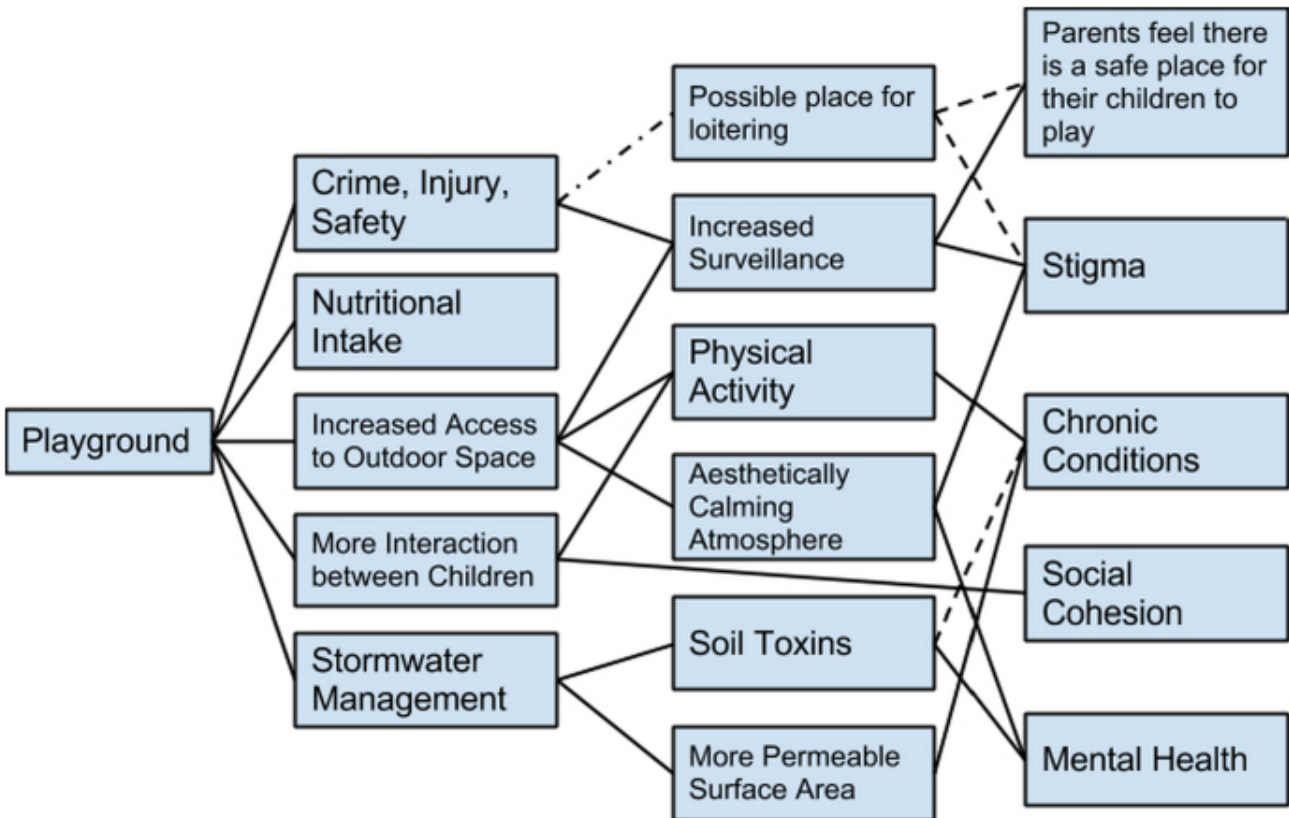 Playground
Crime, Injury,
Safety
Nutritional
Intake
Increased Access
to Outdoor Space
More Interaction
between Children
Stormwater
Management
Possible place for
loitering
Increased
Surveillance
Physical
Activity
Aesthetically
Calming
Atmosphere
Soil Toxins
More Permeable
Surface Area
Parents feel there
is a safe place for
their children to
play
Stigma
Chronic
Conditions
Social
Cohesion
Mental Health